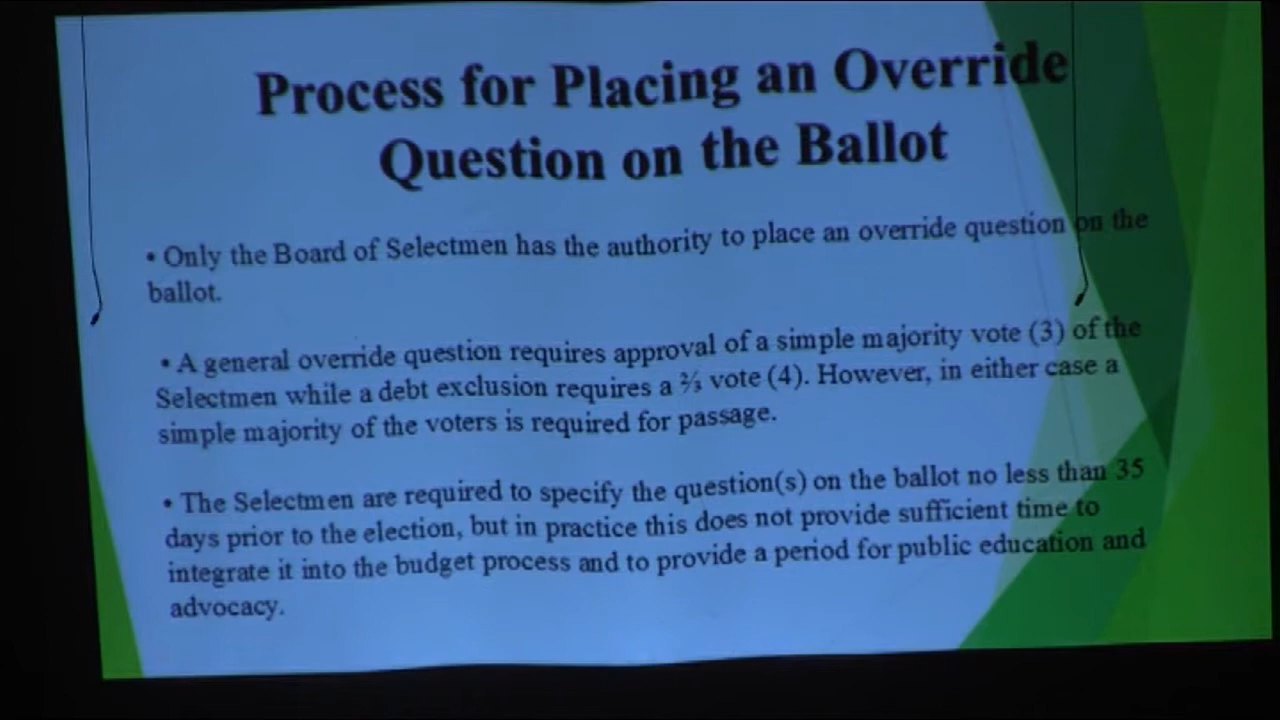 Process for Placing an Override
Question on the Ballot
• Only the Board of Selectmen has the authority to place an override question on the
ballot.
• A general override question requires approval of a simple majority vote (3) of the
Selectmen while a debt exclusion requires a ⅔ vote (4). However, in either case a
simple majority of the voters is required for passage.
• The Selectmen are required to specify the question(s) on the ballot no less than 35
days prior to the election, but in practice this does not provide sufficient time to
integrate it into the budget process and to provide a period for public education and
advocacy.